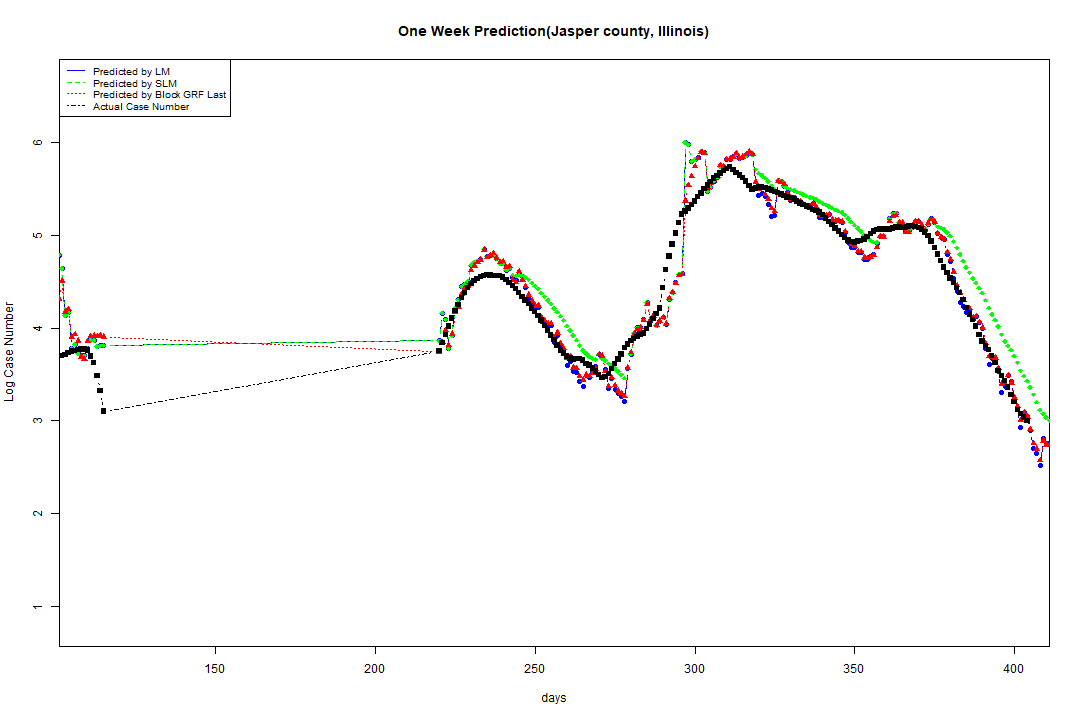 One Week Prediction(Jasper county, Illinois)
Predicted by LM
Predicted by SLM
Predicted by Block GRF Last
Actual Case Number
6
5
4
3
2
1
Log Case Number
150 200 250 300 350 400
days